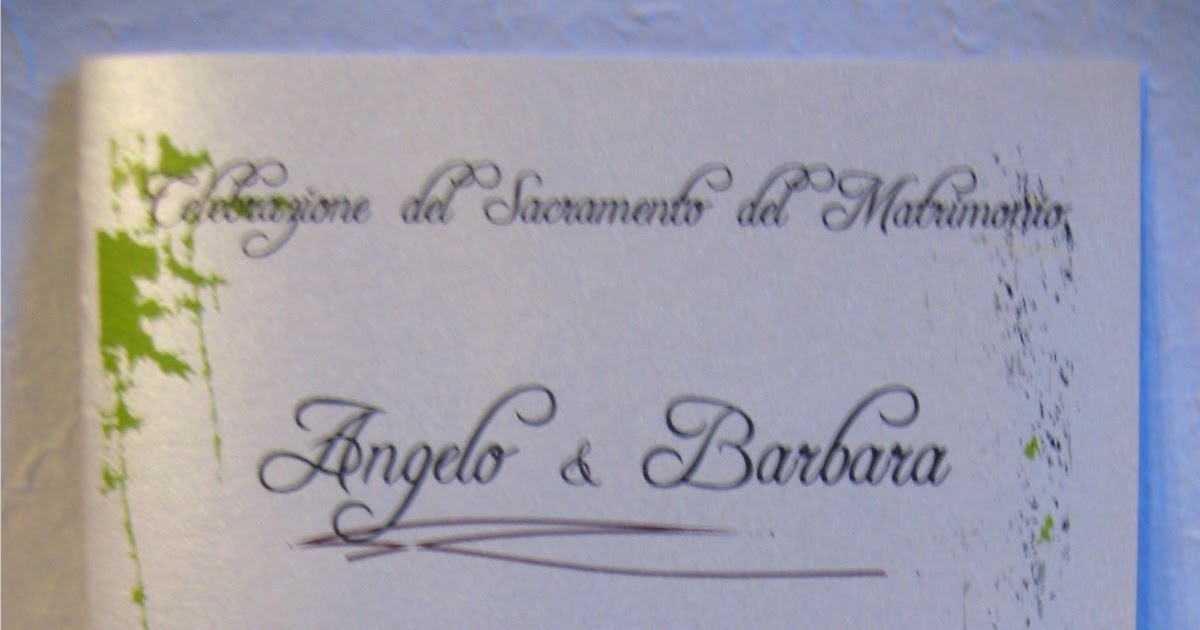 Celebrazione del Sacramento del Matrimonio
Angelo & Barbara